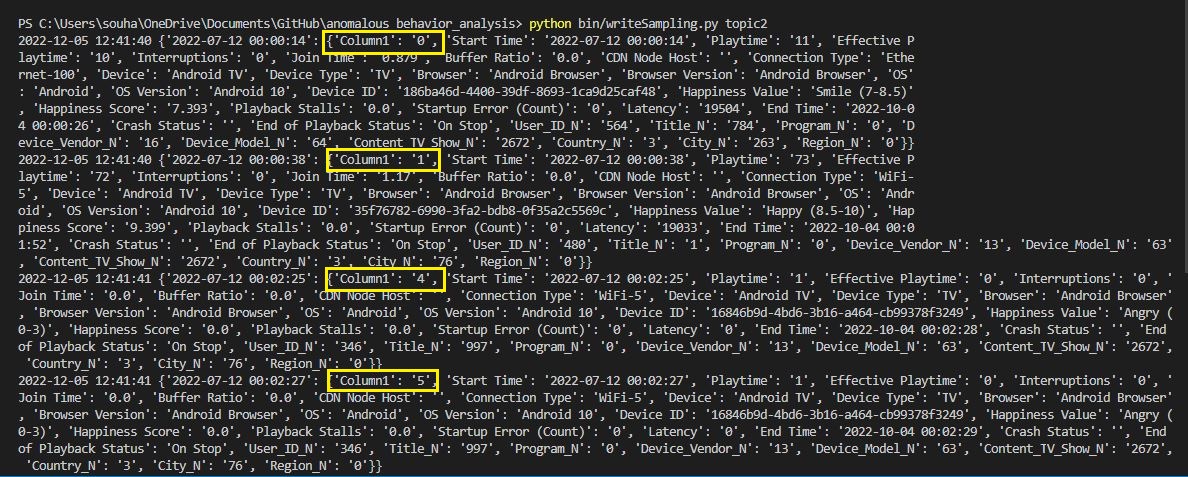 PS C:\Users\souha\OneDrive\Documents\GitHub\anomalous_behavior_analysis> python bin/writeSampling.py topic2
2022-12-05 12:41:40 {'2022-07-12 00:00:14': {'Column1': '0', 'Start Time': '2022-07-12 00:00:14', 'Playtime': '11', 'Effective P
laytime': '10', 'Interruptions': '0', 'Join Time': '0.879', 'Buffer Ratio': '0.0', 'CDN Node Host': '', 'Connection Type': 'Ethe
rnet-100', 'Device': 'Android TV', 'Device Type': 'TV', 'Browser': 'Android Browser', 'Browser Version': 'Android Browser', 'OS'
: 'Android', 'OS Version': 'Android 10', 'Device ID': '186ba46d-4400-39df-8693-1ca9d25caf48', 'Happiness Value': 'Smile (7-8.5)'
, 'Happiness Score': '7.393', 'Playback Stalls': '0.0', 'Startup Error (Count)': '0', 'Latency': '19504', 'End Time': '2022-10-0
4 00:00:26', 'Crash Status': '', 'End of Playback Status': 'On Stop', 'User_ID_N': '564', 'Title_N': '784', 'Program_N': '0', 'D
evice_Vendor_N': '16', 'Device_Model_N': '64', 'Content_TV_Show_N': '2672', 'Country_N': '3', 'City_N': '263', 'Region_N': '0'}}
2022-12-05 12:41:40 {'2022-07-12 00:00:38': {'Column1': '1', 'Start Time': '2022-07-12 00:00:38', 'Playtime': '73', 'Effective P
laytime': '72', 'Interruptions': '0', 'Join Time': '1.17', 'Buffer Ratio': '0.0', 'CDN Node Host': '', 'Connection Type': 'WiFi-
5', 'Device': 'Android TV', 'Device Type': 'TV', 'Browser': 'Android Browser', 'Browser Version': 'Android Browser', 'OS': 'Andr
oid', 'OS Version': 'Android 10', 'Device ID': '35f76782-6990-3fa2-bdb8-0f35a2c5569c', 'Happiness Value': 'Happy (8.5-10)', 'Hap
piness Score': '9.399', 'Playback Stalls': '0.0', 'Startup Error (Count)': '0', 'Latency': '19033', 'End Time': '2022-10-04 00:0
1:52', 'Crash Status': '', 'End of Playback Status': 'On Stop', 'User_ID_N': '480', 'Title_N': '1', 'Program_N': '0', 'Device_Vendor_N': '13', 'Device_Model_N': '63'
, 'Content_TV_Show_N': '2672', 'Country_N': '3', 'City_N': '76', 'Region_N': '0'}}
2022-12-05 12:41:41 {'2022-07-12 00:02:25': {'Column1': '4', 'Start Time': '2022-07-12 00:02:25', 'Playtime': '1', 'Effective Playtime': '0', 'Interruptions': '0', '
Join Time': '0.0', 'Buffer Ratio': '0.0', 'CDN Node Host': '', 'Connection Type': 'WiFi-5', 'Device': 'Android TV', 'Device Type': 'TV', 'Browser': 'Android Browser'
, 'Browser Version': 'Android Browser', 'OS': 'Android', 'OS Version': 'Android 10', 'Device ID': '16846b9d-4bd6-3b16-a464-cb99378f3249', 'Happiness Value': 'Angry (
0-3)', 'Happiness Score': '0.0', 'Playback Stalls': '0.0', 'Startup Error (Count)': '0', 'Latency': '0', 'End Time': '2022-10-04 00:02:28', 'Crash Status': '', 'End
of Playback Status': 'On Stop', 'User_ID_N': '346', 'Title_N': '997', 'Program_N': '0', 'Device_Vendor_N': '13', 'Device_Model_N': '63', 'Content_TV_Show_N': '2672',
'Country_N': '3', 'City_N': '76', 'Region_N': '0'}}
2022-12-05 12:41:41 {'2022-07-12 00:02:27': {'Column1': '5', 'Start Time': '2022-07-12 00:02:27', 'Playtime': '1', 'Effective Playtime': '0', 'Interruptions': '0', '
Join Time': '0.0', 'Buffer Ratio': '0.0', 'CDN Node Host': '', 'Connection Type': 'WiFi-5', 'Device': 'Android TV', 'Device Type': 'TV', 'Browser': 'Android Browser'
, 'Browser Version': 'Android Browser', 'OS': 'Android', 'OS Version': 'Android 10', 'Device ID': '16846b9d-4bd6-3b16-a464-cb99378f3249', 'Happiness Value': 'Angry (
0-3)', 'Happiness Score': '0.0', 'Playback Stalls': '0.0', 'Startup Error (Count)': '0', 'Latency': '0', 'End Time': '2022-10-04 00:02:29', 'Crash Status': '', 'End
of Playback Status': 'On Stop', 'User_ID_N': '346', 'Title_N': '997', 'Program_N': '0', 'Device_Vendor_N': '13', 'Device_Model_N': '63', 'Content_TV_Show_N': '2672',
'Country_N': '3', 'City_N': '76', 'Region_N': '0'}}